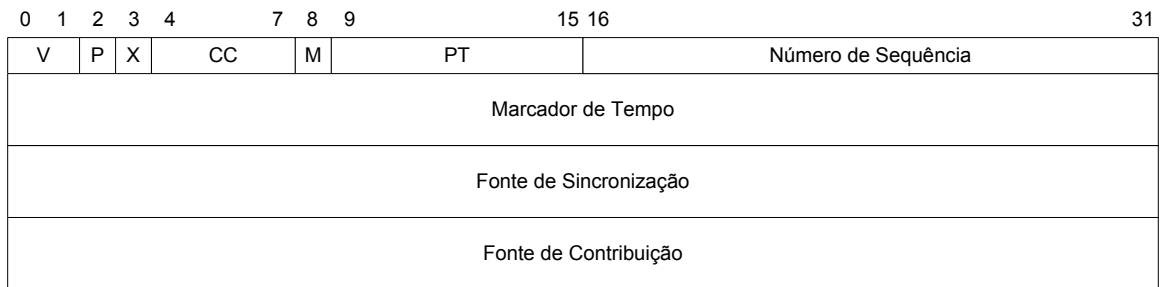 0 1 2 3 4 7 8 9 15 16 31
V P X CC M PT Número de Sequência
Marcador de Tempo
Fonte de Sincronização
Fonte de Contribuição